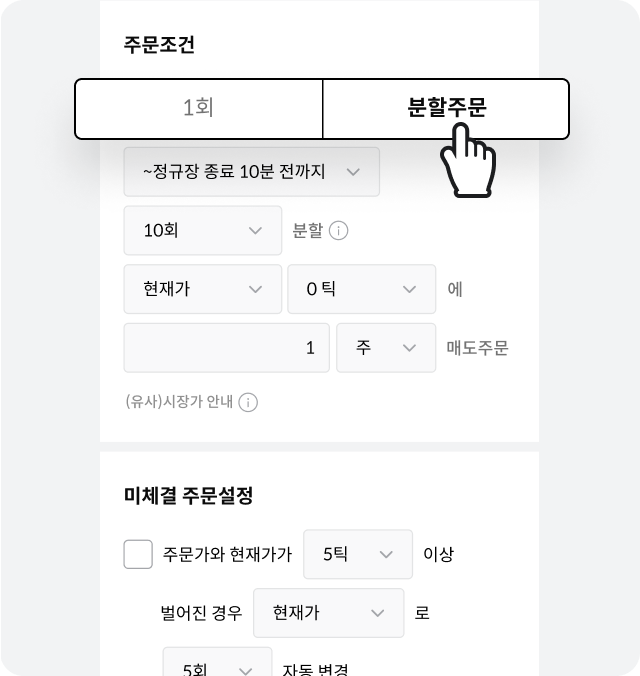 주문조건
1회 분할주문
~정규장 종료 10분 전까지
10회 분할
현재가 0 틱 에
1 주 매도주문
(유사)시장가 안내
미체결 주문설정
주문가와 현재가가 5틱 이상
벌어진 경우 현재가 로
5회 자동 변경